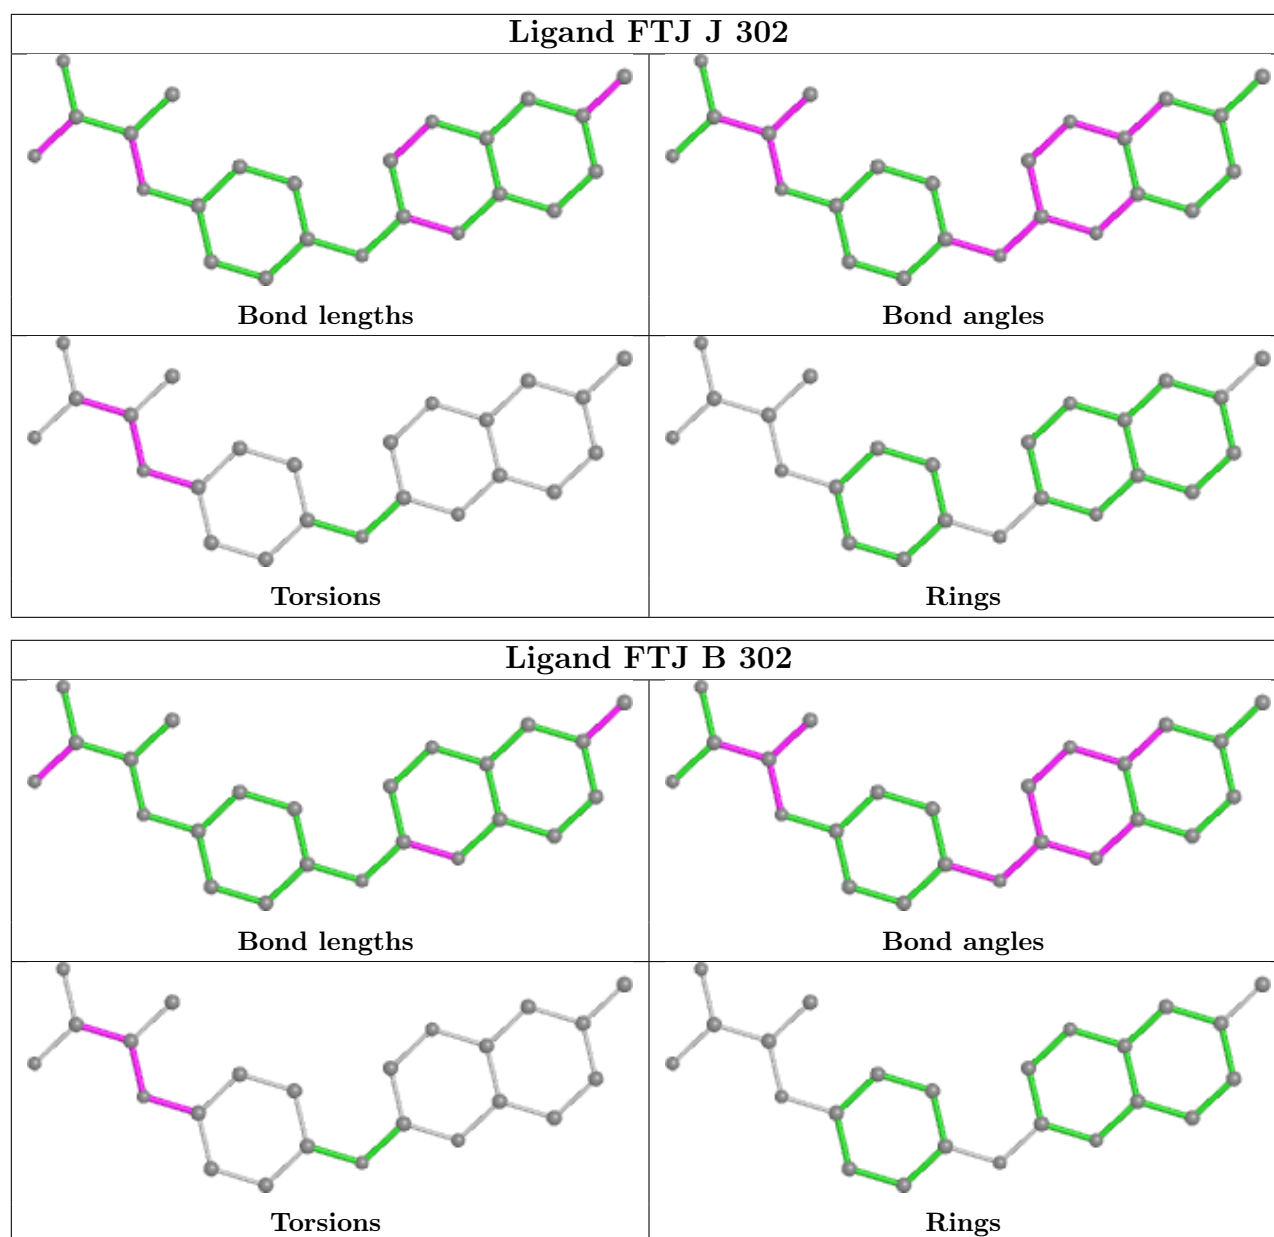 Ligand FTJ J 302
Bond lengths
Bond angles
Torsions
Rings
Ligand FTJ B 302
Bond lengths
Bond angles
Torsions
Rings